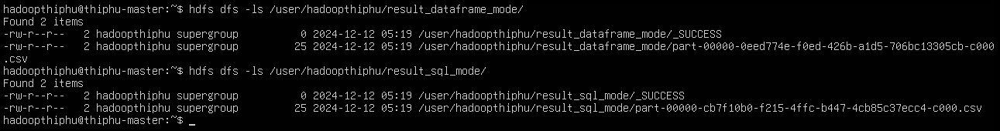 hadoopthiphu@thiphu-master:~$ hdfs dfs -ls /user/hadoopthiphu/result_dataframe_mode/
Found 2 items
-rw-r--r--   2 hadoopthiphu supergroup          0 2024-12-12 05:19 /user/hadoopthiphu/result_dataframe_mode/_SUCCESS
-rw-r--r--   2 hadoopthiphu supergroup         25 2024-12-12 05:19 /user/hadoopthiphu/result_dataframe_mode/part-00000-0eed774e-f0ed-426b-a1d5-706bc13305cb-c000
.csv
hadoopthiphu@thiphu-master:~$ hdfs dfs -ls /user/hadoopthiphu/result_sql_mode/
Found 2 items
-rw-r--r--   2 hadoopthiphu supergroup          0 2024-12-12 05:19 /user/hadoopthiphu/result_sql_mode/_SUCCESS
-rw-r--r--   2 hadoopthiphu supergroup         25 2024-12-12 05:19 /user/hadoopthiphu/result_sql_mode/part-00000-cb7f10b0-f215-4ffc-b447-4cb85c37ecc4-c000.csv
hadoopthiphu@thiphu-master:~$ _